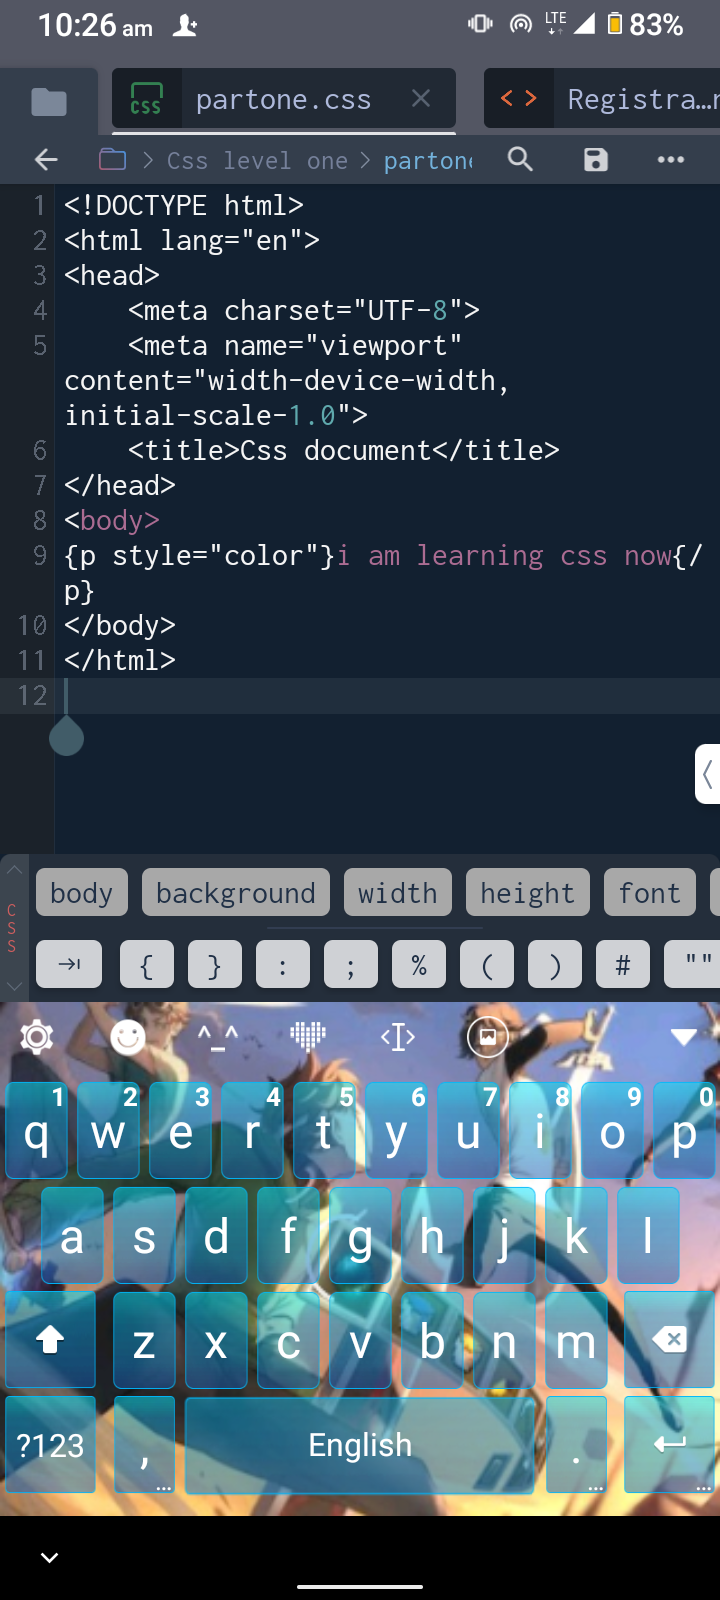 10:26 am
LTE
83%
CSS
partone.css
< >
Registra…r
> Css level one > partone
1 <!DOCTYPE html>
2 <html lang="en">
3 <head>
4 <meta charset="UTF-8">
5 <meta name="viewport"
content="width-device-width,
initial-scale-1.0">
6 <title>Css document</title>
7 </head>
8 <body>
9 {p style="color"}i am learning css now{/
p}
10 </body>
11 </html>
12
CSS
body background width height font
{ } : ; % ( ) # ""
^_^
1 2 3 4 5 6 7 8 9 0
q w e r t y u i o p
a s d f g h j k l
z x c v b n m
?123 , English .